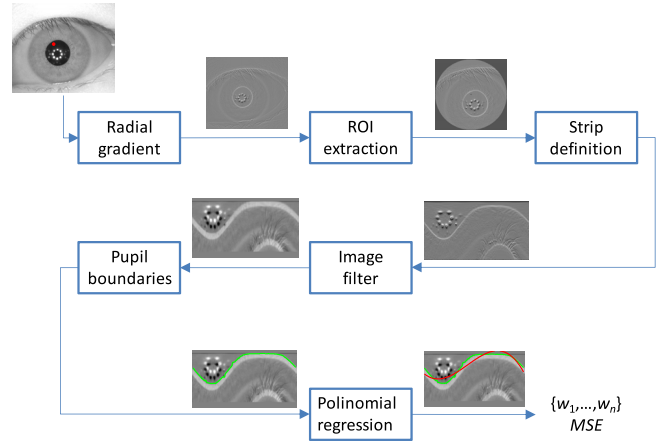 Radial
gradient
ROI
extraction
Strip
definition
Pupil
boundaries
Image
filter
Polinomial
regression
{w1,…,wn}
MSE